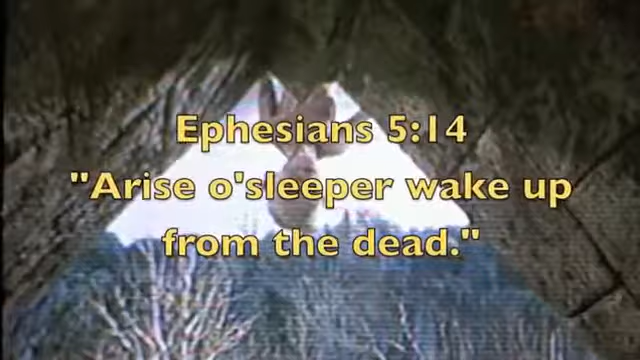 Ephesians 5:14
"Arise o'sleeper wake up
from the dead."